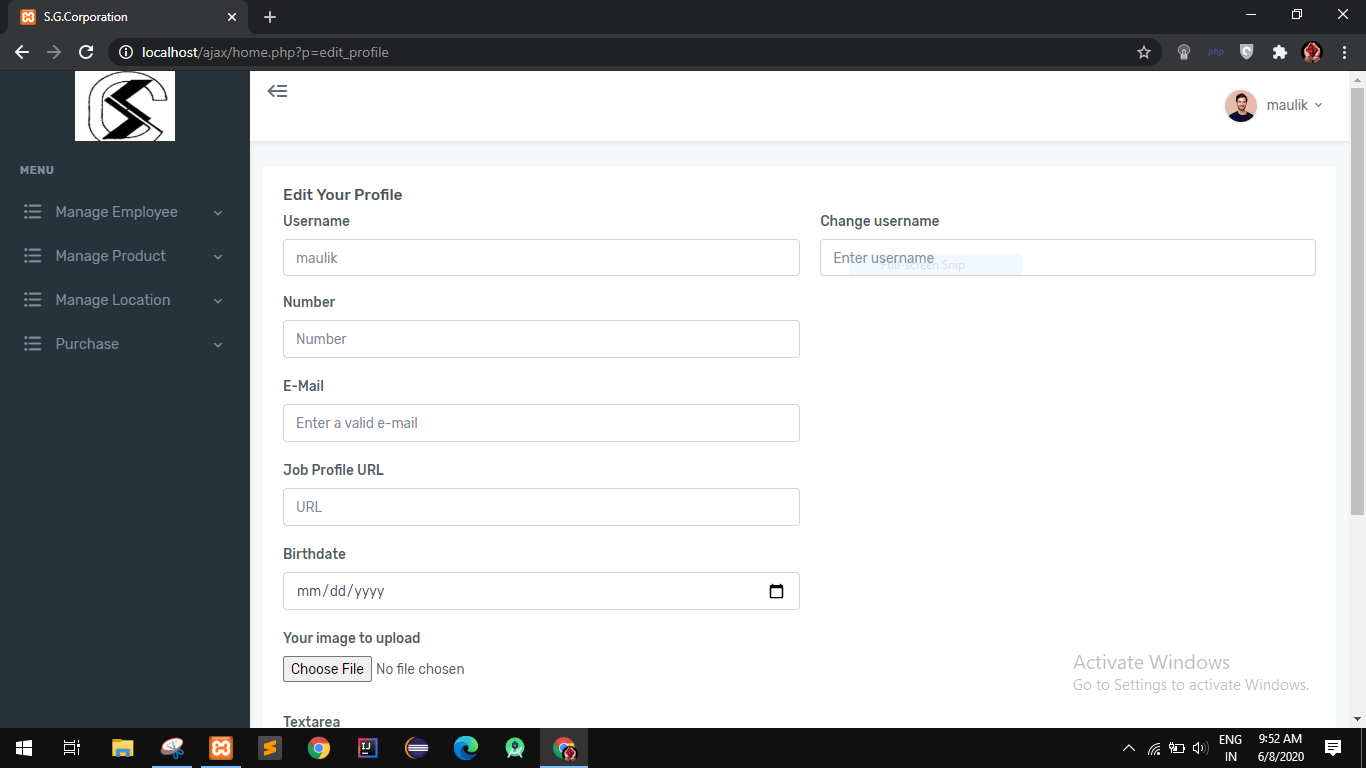 S.G.Corporation
localhost/ajax/home.php?p=edit_profile
php
maulik
MENU
Manage Employee
Manage Product
Manage Location
Purchase
Edit Your Profile
Username
Change username
maulik
Enter username
Full-screen Snip
Number
Number
E-Mail
Enter a valid e-mail
Job Profile URL
URL
Birthdate
mm/dd/yyyy
Your image to upload
Choose File No file chosen
Textarea
Activate Windows
Go to Settings to activate Windows.
IJ
ENG
IN
9:52 AM
6/8/2020